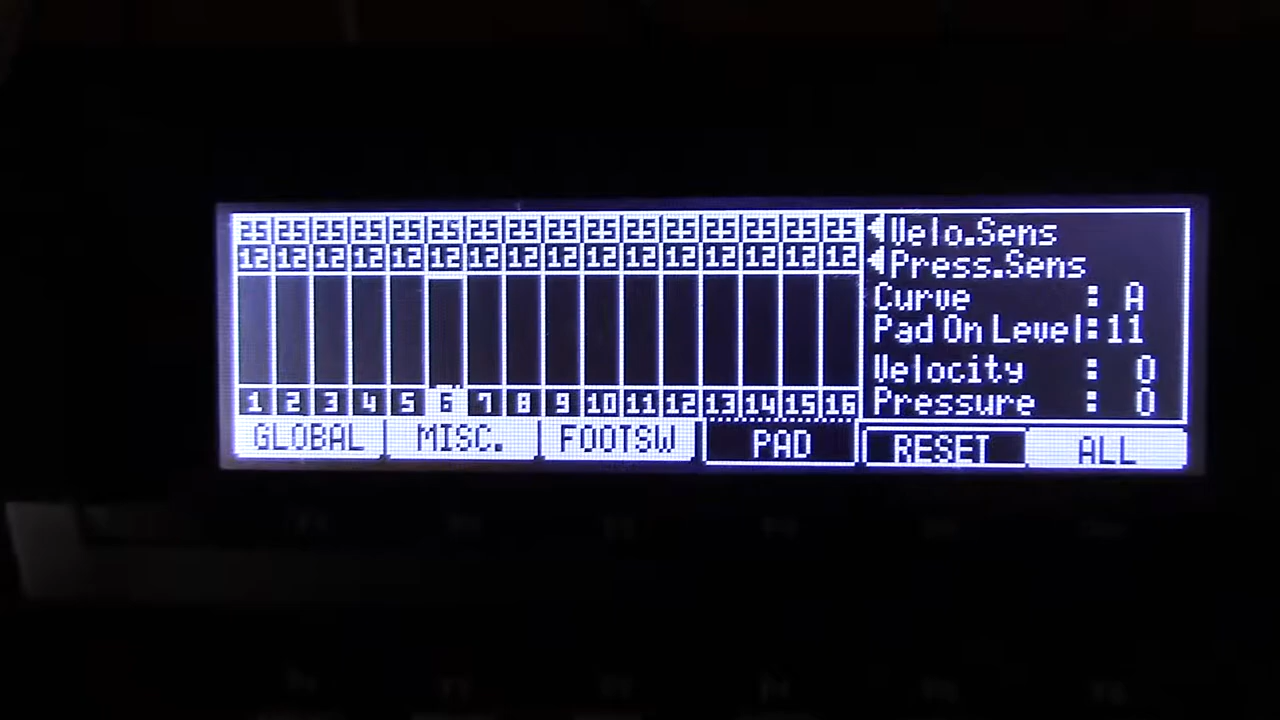 25 25 25 25 25 25 25 25 25 25 25 25 25 25 25 25 Velo.Sens
12 12 12 12 12 12 12 12 12 12 12 12 12 12 12 12 Press.Sens
Curve : A
Pad On Level:11
Velocity : 0
1 2 3 4 5 6 7 8 9 10 11 12 13 14 15 16 Pressure : 0
GLOBAL MISC. FOOTSW PAD RESET ALL